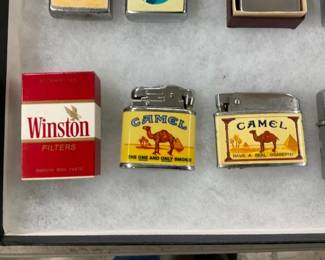 Winston
FILTERS
CAMEL
THE ONE AND ONLY SMOKE
CAMEL
HAVE A REAL CIGARETTE!